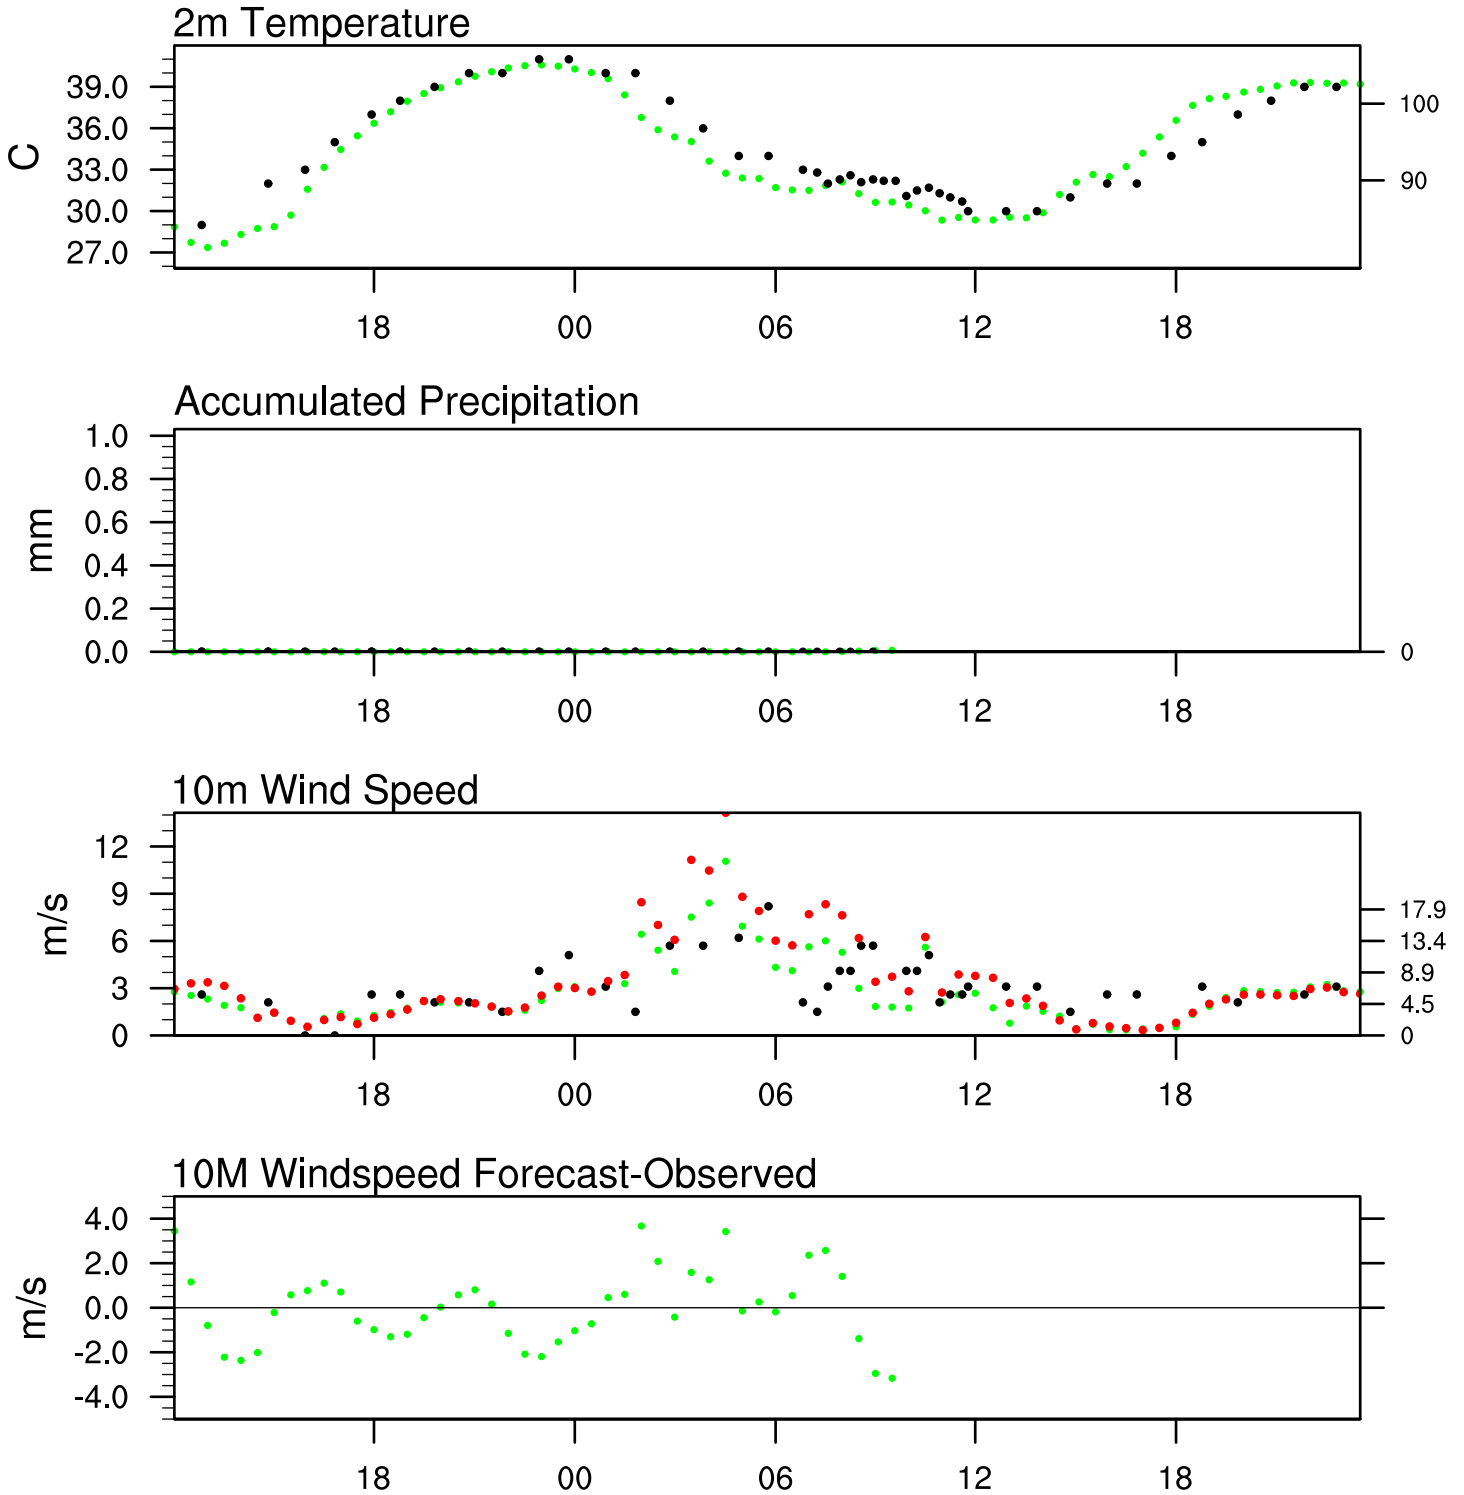 2m Temperature
C
39.0
36.0
33.0
30.0
27.0
100
90
18 00 06 12 18
Accumulated Precipitation
mm
1.0
0.8
0.6
0.4
0.2
0.0
0
18 00 06 12 18
10m Wind Speed
m/s
12
9
6
3
0
17.9
13.4
8.9
4.5
0
18 00 06 12 18
10M Windspeed Forecast-Observed
m/s
4.0
2.0
0.0
-2.0
-4.0
18 00 06 12 18